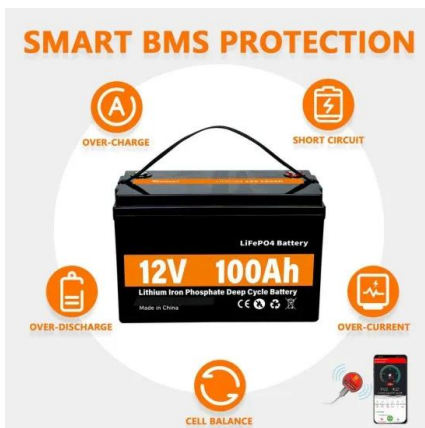 SMART BMS PROTECTION
A
OVER-CHARGE
SHORT CIRCUIT
LiFePO4 Battery
12V 100Ah
Lithium Iron Phosphate Deep Cycle Battery
Made in China
CE
OVER-DISCHARGE
OVER-CURRENT
CELL BALANCE